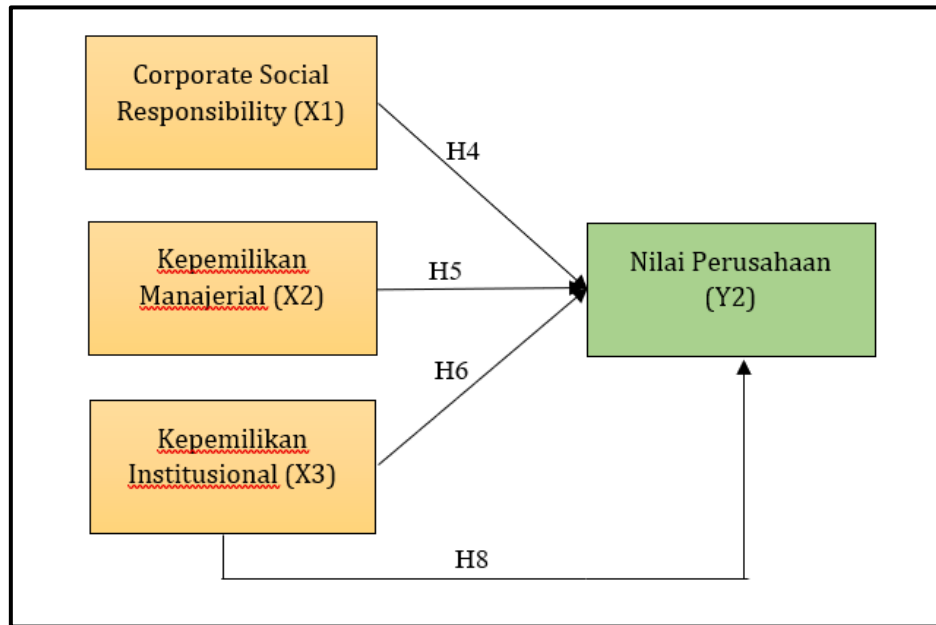 Corporate Social
Responsibility (X1)
H4
Kepemilikan
Manajerial (X2)
H5
Nilai Perusahaan
(Y2)
H6
Kepemilikan
Institusional (X3)
H8